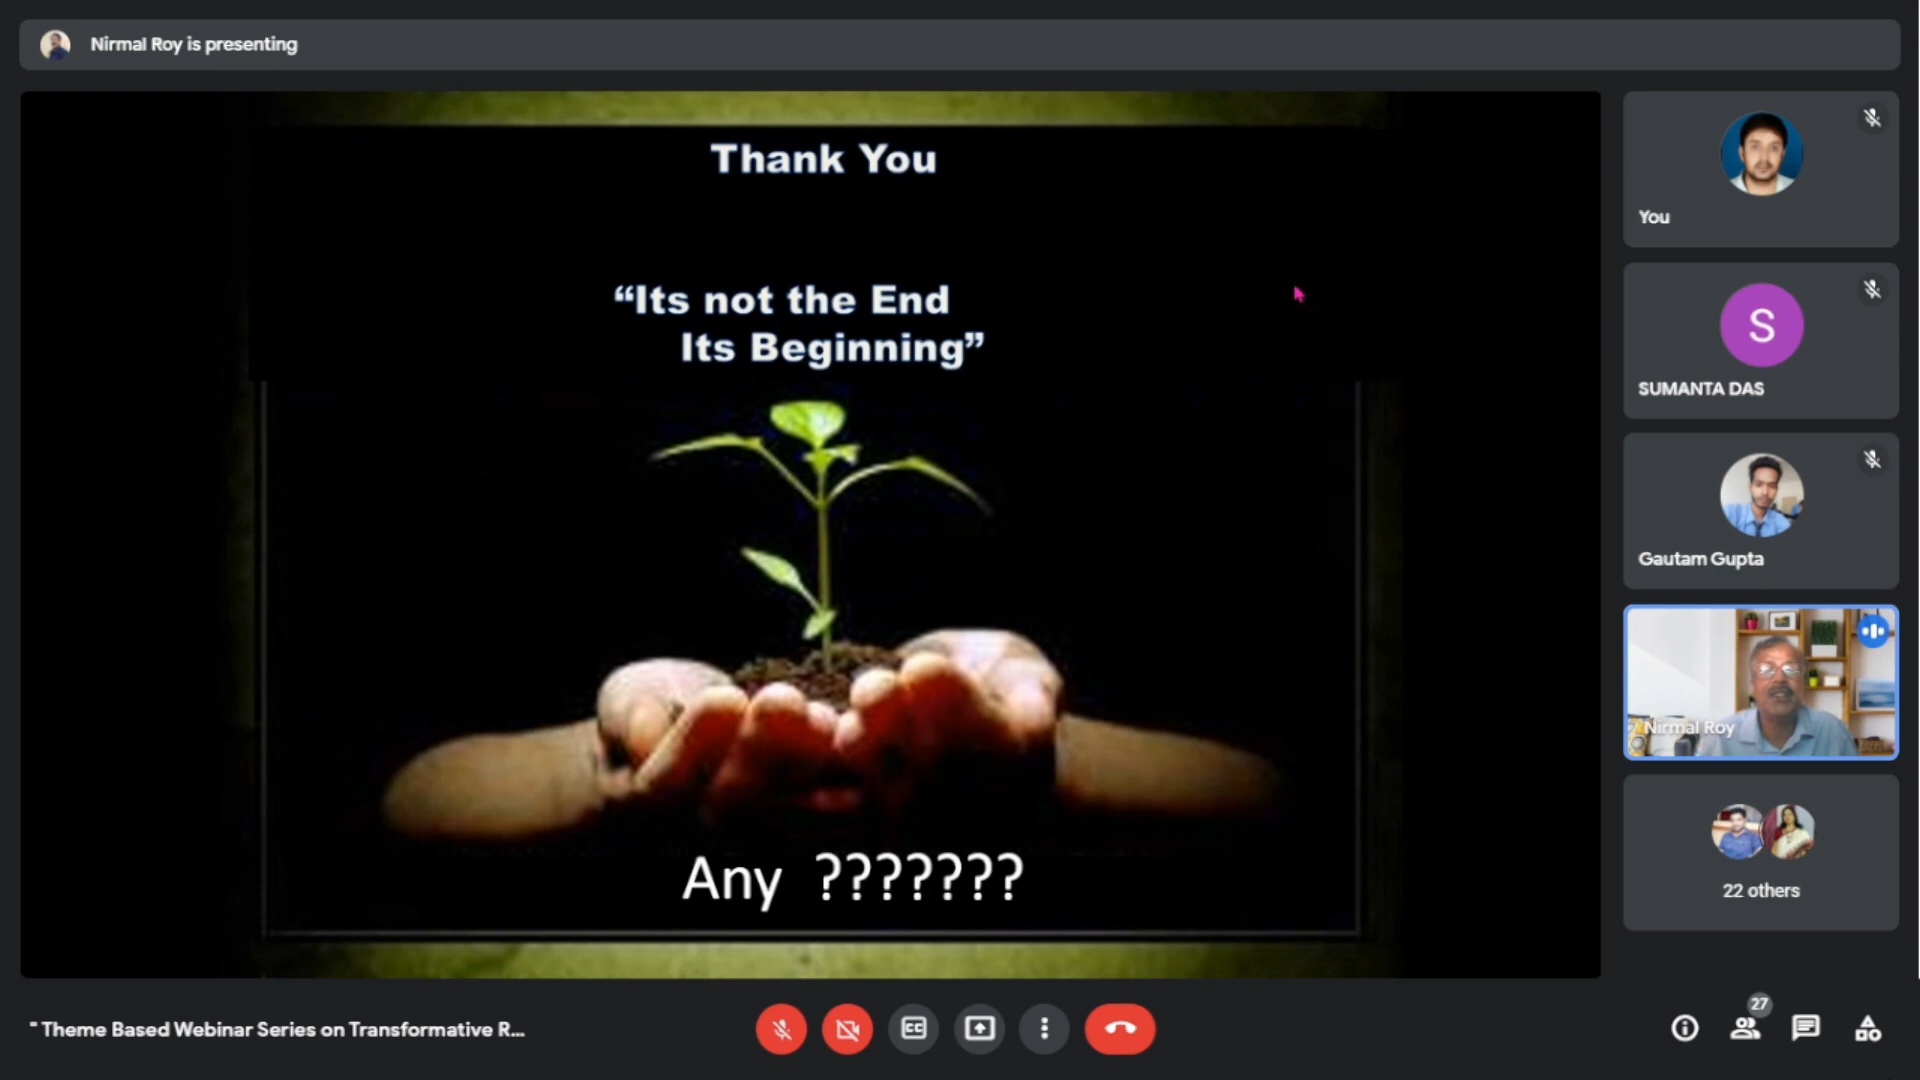 Nirmal Roy is presenting
Thank You
“Its not the End
Its Beginning”
Any ???????
You
S
SUMANTA DAS
Gautam Gupta
Nirmal Roy
22 others
" Theme Based Webinar Series on Transformative R...
CC
27